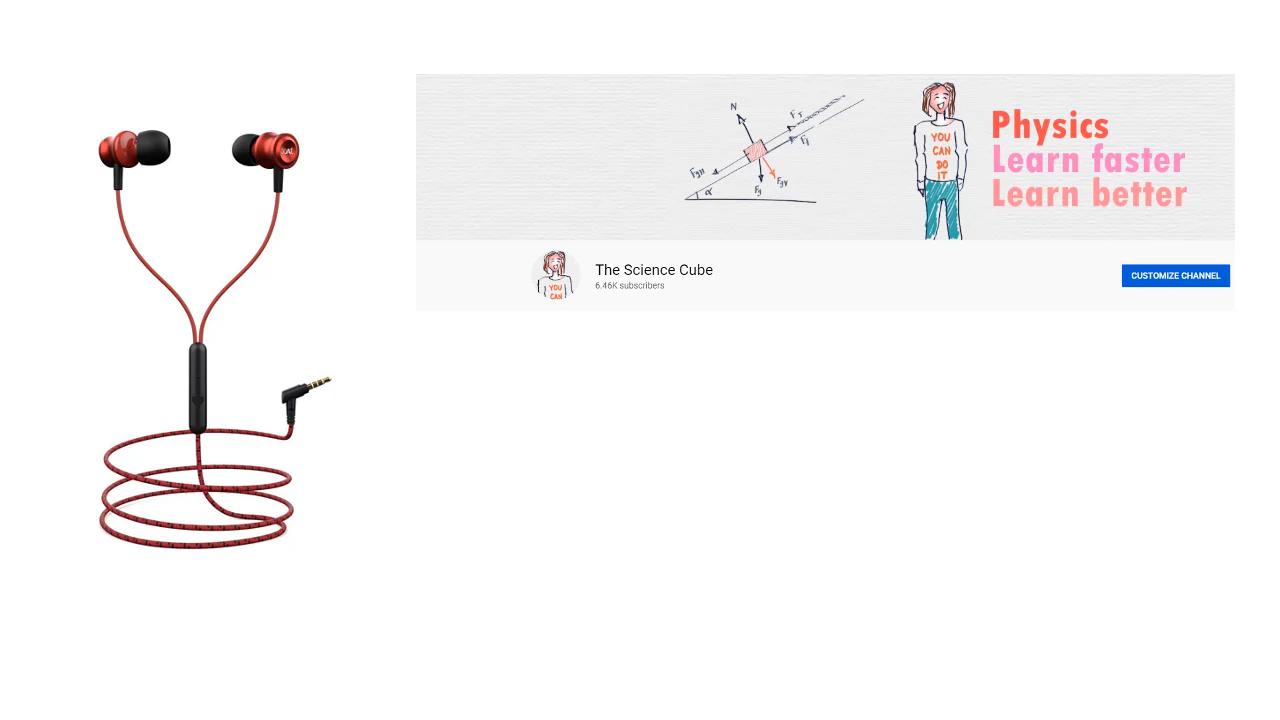 N
α
Physics
Learn faster
Learn better
YOU
CAN
DO
IT
The Science Cube
6.46K subscribers
YOU
CAN
CUSTOMIZE CHANNEL